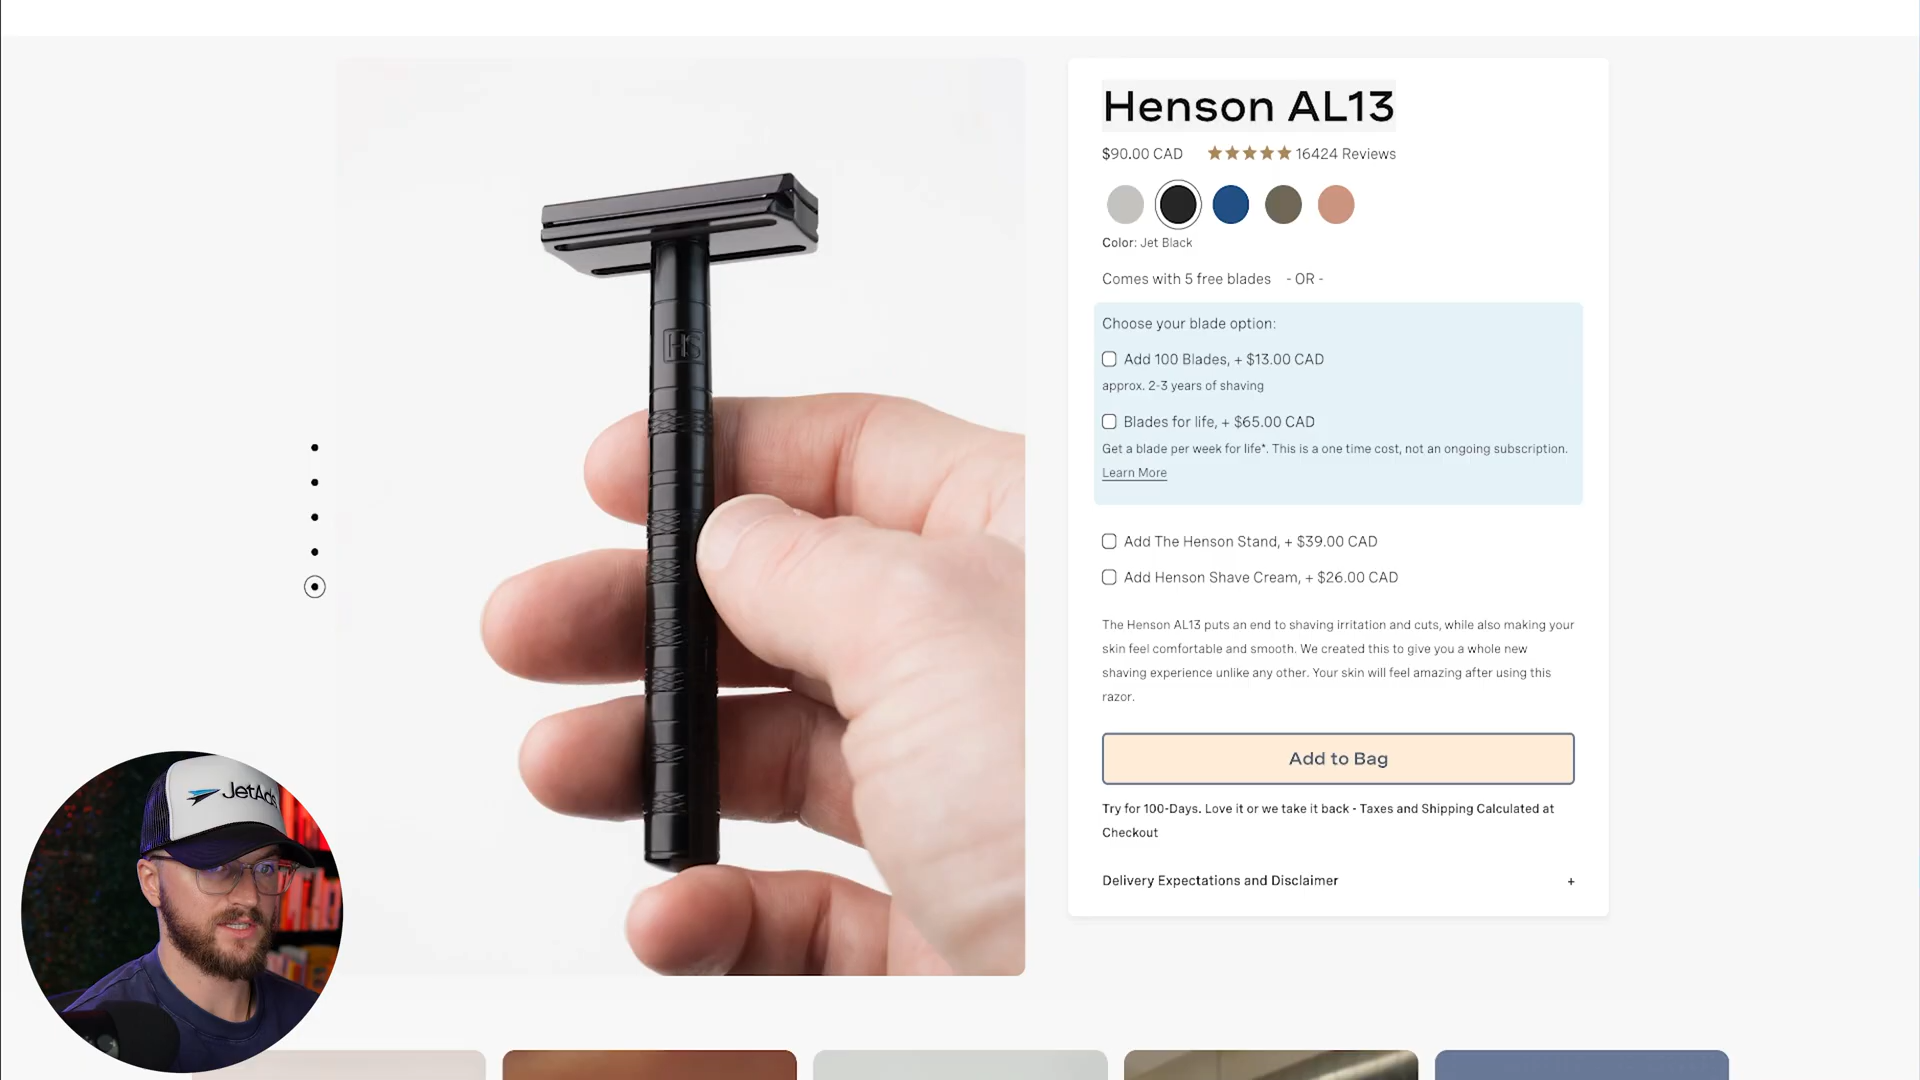 Henson AL13
$90.00 CAD
16424 Reviews
Color: Jet Black
Comes with 5 free blades - OR -
Choose your blade option:
Add 100 Blades, + $13.00 CAD
approx. 2-3 years of shaving
Blades for life, + $65.00 CAD
Get a blade per week for life*. This is a one time cost, not an ongoing subscription.
Learn More
Add The Henson Stand, + $39.00 CAD
Add Henson Shave Cream, + $26.00 CAD
The Henson AL13 puts an end to shaving irritation and cuts, while also making your
skin feel comfortable and smooth. We created this to give you a whole new
shaving experience unlike any other. Your skin will feel amazing after using this
razor.
Add to Bag
Try for 100-Days. Love it or we take it back - Taxes and Shipping Calculated at
Checkout
Delivery Expectations and Disclaimer +
HS
JetAds